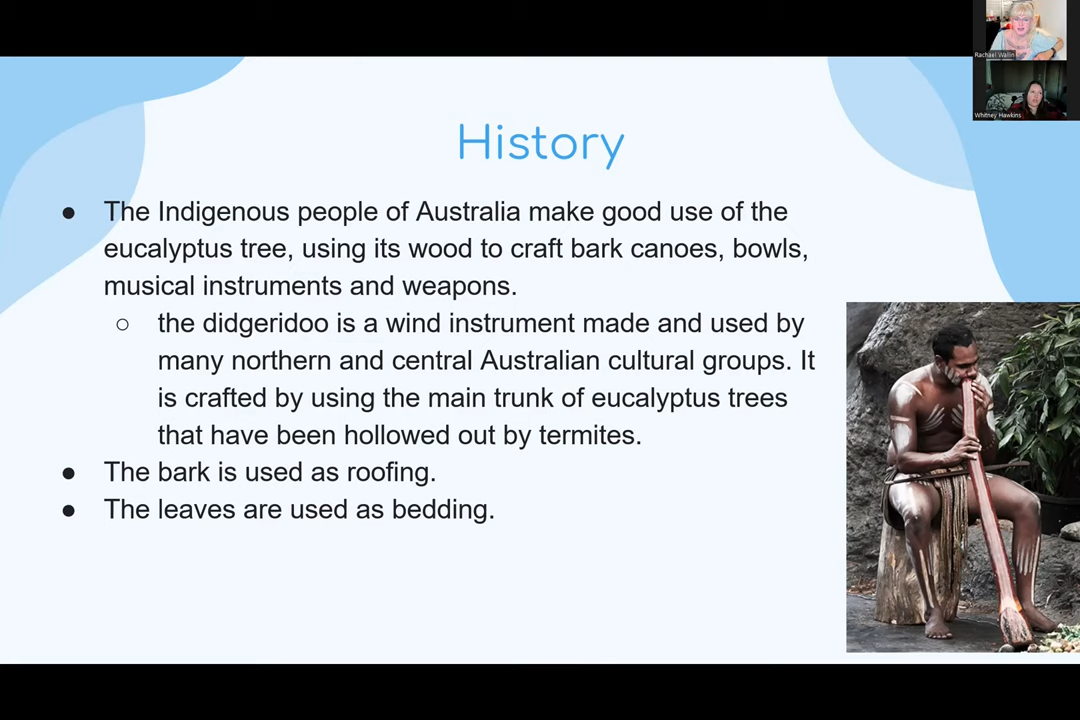 Rachael Wallin
Whitney Hawkins
History
● The Indigenous people of Australia make good use of the
eucalyptus tree, using its wood to craft bark canoes, bowls,
musical instruments and weapons.
○ the didgeridoo is a wind instrument made and used by
many northern and central Australian cultural groups. It
is crafted by using the main trunk of eucalyptus trees
that have been hollowed out by termites.
● The bark is used as roofing.
● The leaves are used as bedding.